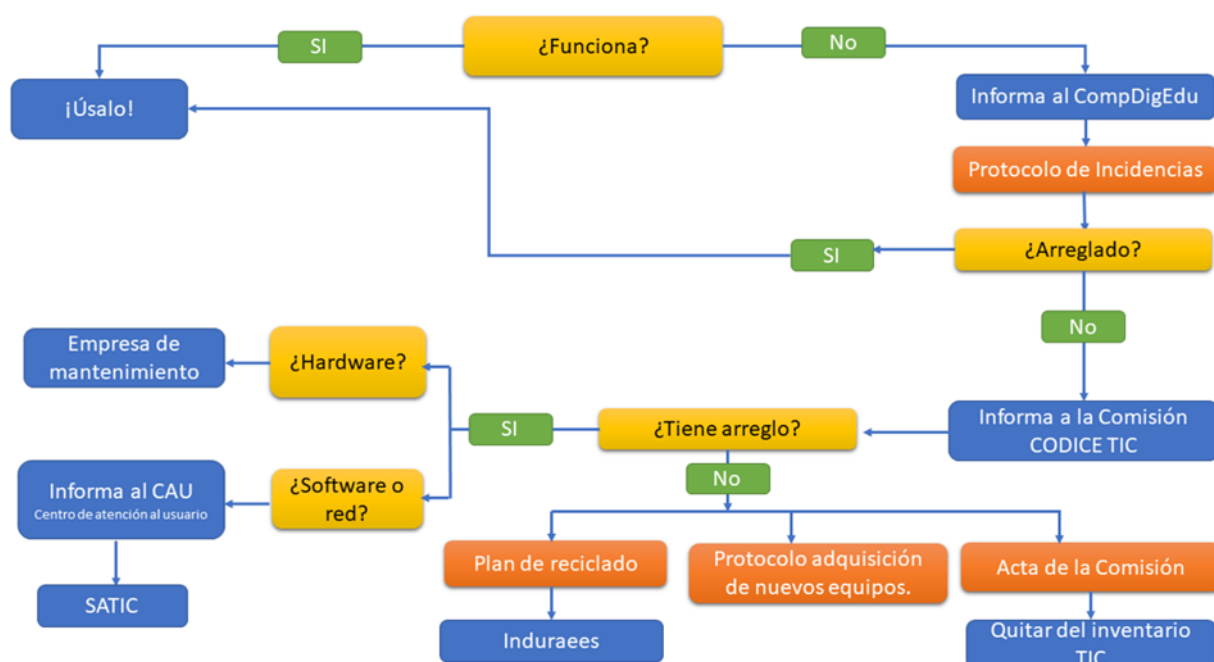 SI
¿Funciona?
No
¡Úsalo!
Informa al CompDigEdu
Protocolo de Incidencias
SI
¿Arreglado?
No
Empresa de
mantenimiento
¿Hardware?
SI
¿Tiene arreglo?
Informa a la Comisión
CODICE TIC
No
Informa al CAU
Centro de atención al usuario
¿Software o
red?
Plan de reciclado
Protocolo adquisición
de nuevos equipos.
Acta de la Comisión
SATIC
Induraees
Quitar del inventario
TIC